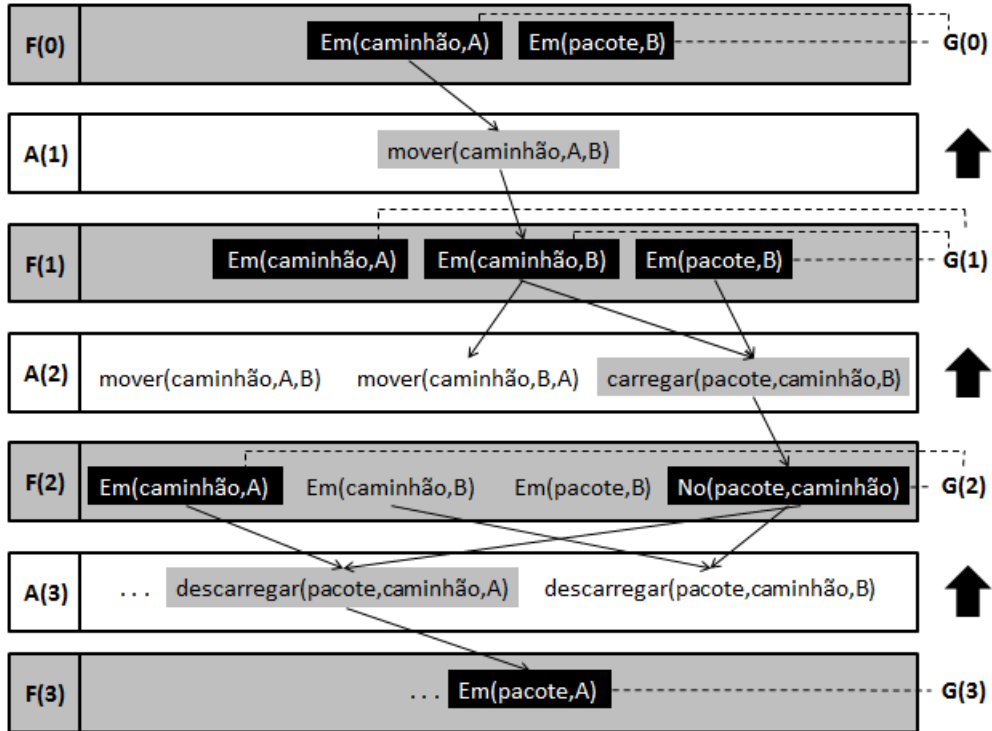 F(0) Em(caminhão,A) Em(pacote,B) G(0)
A(1) mover(caminhão,A,B)
F(1) Em(caminhão,A) Em(caminhão,B) Em(pacote,B) G(1)
A(2) mover(caminhão,A,B) mover(caminhão,B,A) carregar(pacote,caminhão,B)
F(2) Em(caminhão,A) Em(caminhão,B) Em(pacote,B) No(pacote,caminhão) G(2)
A(3) ... descarregar(pacote,caminhão,A) descarregar(pacote,caminhão,B)
F(3) ... Em(pacote,A) G(3)